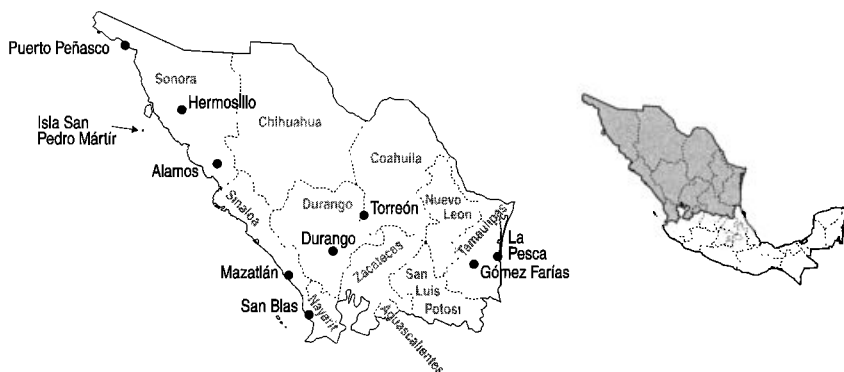 Puerto Peñasco
Sonora
Hermosillo
Isla San
Pedro Mártír
Chihuahua
Alamos
Coahuila
Sinaloa
Durango
Torreón
Nuevo
Leon
Tamaulipas
La
Pesca
Durango
Zacatecas
Gómez Farías
Mazatlán
San
Luis
Potosi
San Blas
Nayarit
Aguascalientes